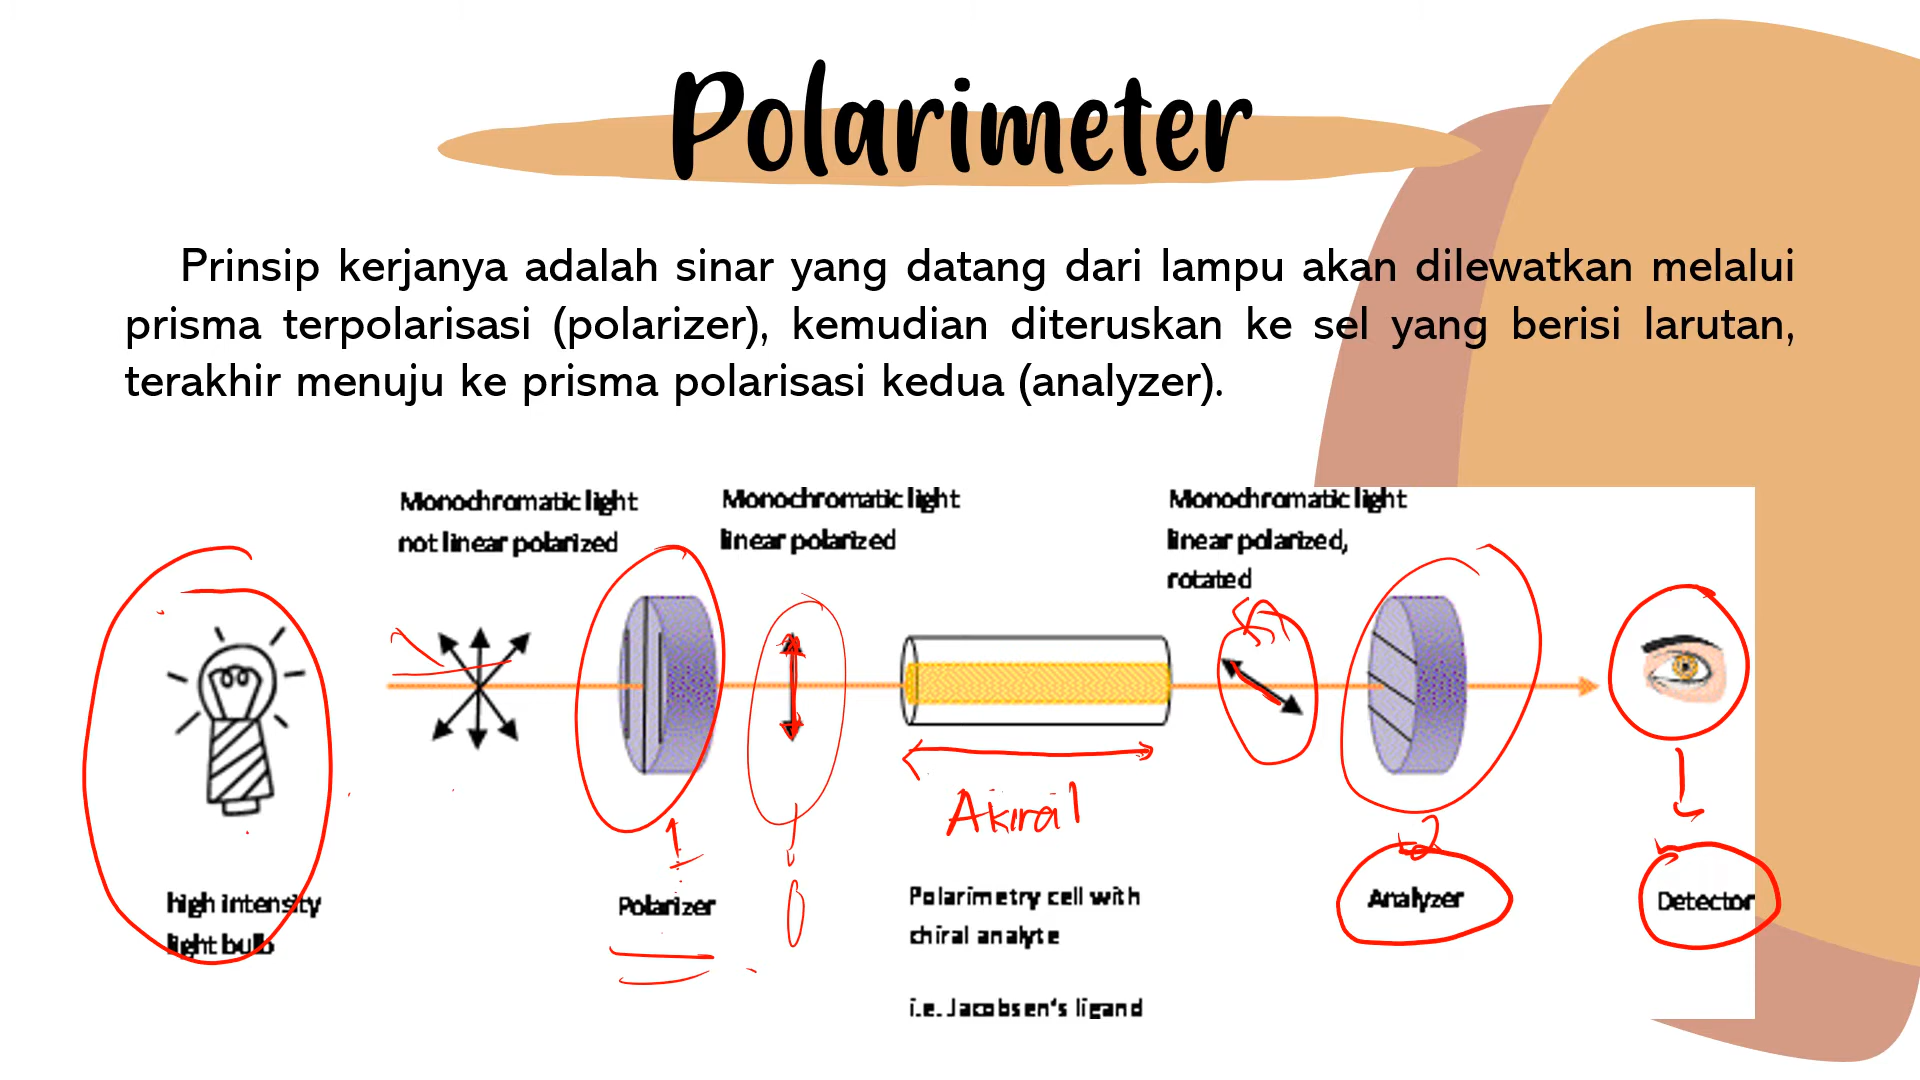 Polarimeter
Prinsip kerjanya adalah sinar yang datang dari lampu akan dilewatkan melalui
prisma terpolarisasi (polarizer), kemudian diteruskan ke sel yang berisi larutan,
terakhir menuju ke prisma polarisasi kedua (analyzer).
Monochromatic light
not linear polarized
Monochromatic light
linear polarized
Monochromatic light
linear polarized,
rotated
Akiral
1
2
high intensity
light bulb
Polarizer
0
Polarimetry cell with
chiral analyte
i.e. Jacobsen's ligand
Analyzer
Detector